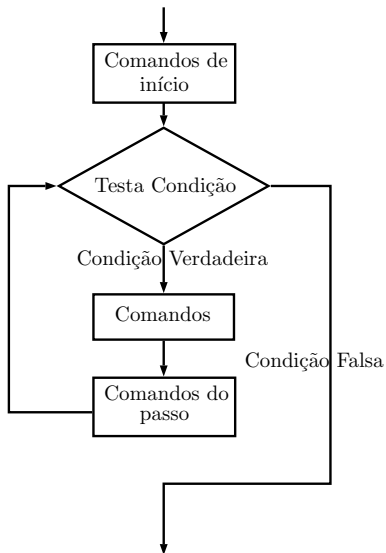 Comandos de
início
Testa Condição
Condição Verdadeira
Comandos
Condição Falsa
Comandos do
passo